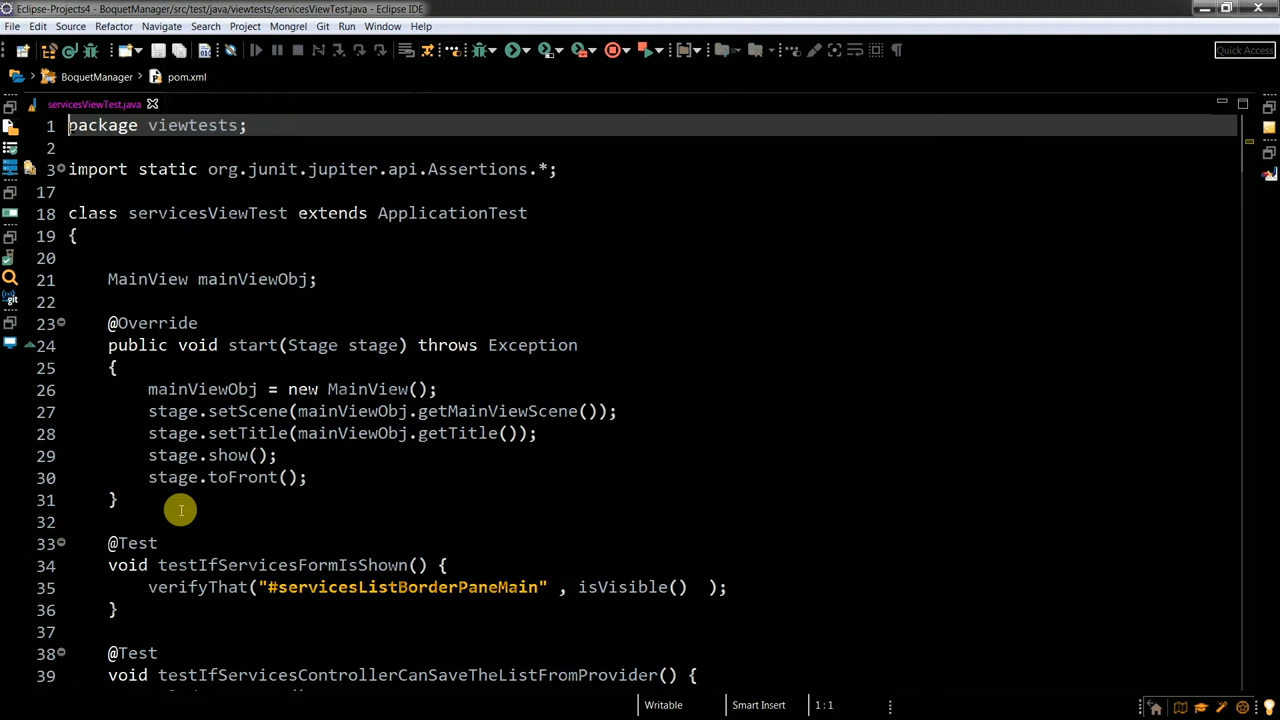 Eclipse-Projects4 - BoquetManager/src/test/java/viewtests/servicesViewTest.java - Eclipse IDE
File Edit Source Refactor Navigate Search Project Mongrel Git Run Window Help
Quick Access
BoquetManager pom.xml
servicesViewTest.java
1 package viewtests;
2
3 import static org.junit.jupiter.api.Assertions.*;
17
18 class servicesViewTest extends ApplicationTest
19 {
20
21 MainView mainViewObj;
22
23 @Override
24 public void start(Stage stage) throws Exception
25 {
26 mainViewObj = new MainView();
27 stage.setScene(mainViewObj.getMainViewScene());
28 stage.setTitle(mainViewObj.getTitle());
29 stage.show();
30 stage.toFront();
31 }
32
33 @Test
34 void testIfServicesFormIsShown() {
35 verifyThat("#servicesListBorderPaneMain" , isVisible() );
36 }
37
38 @Test
39 void testIfServicesControllerCanSaveTheListFromProvider() {
Writable Smart Insert 1 : 1